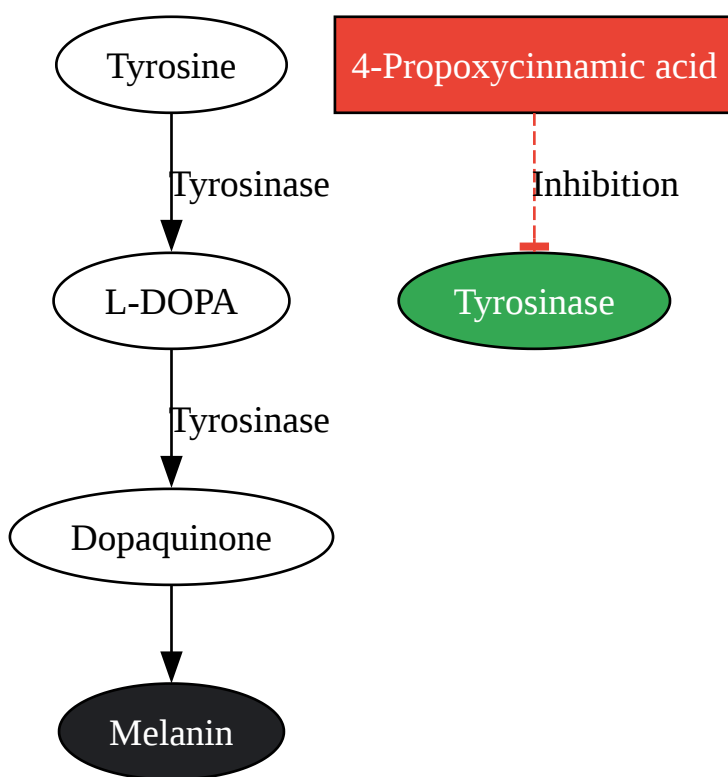 Tyrosine
4-Propoxycinnamic acid
Tyrosinase
Inhibition
L-DOPA
Tyrosinase
Tyrosinase
Dopaquinone
Melanin